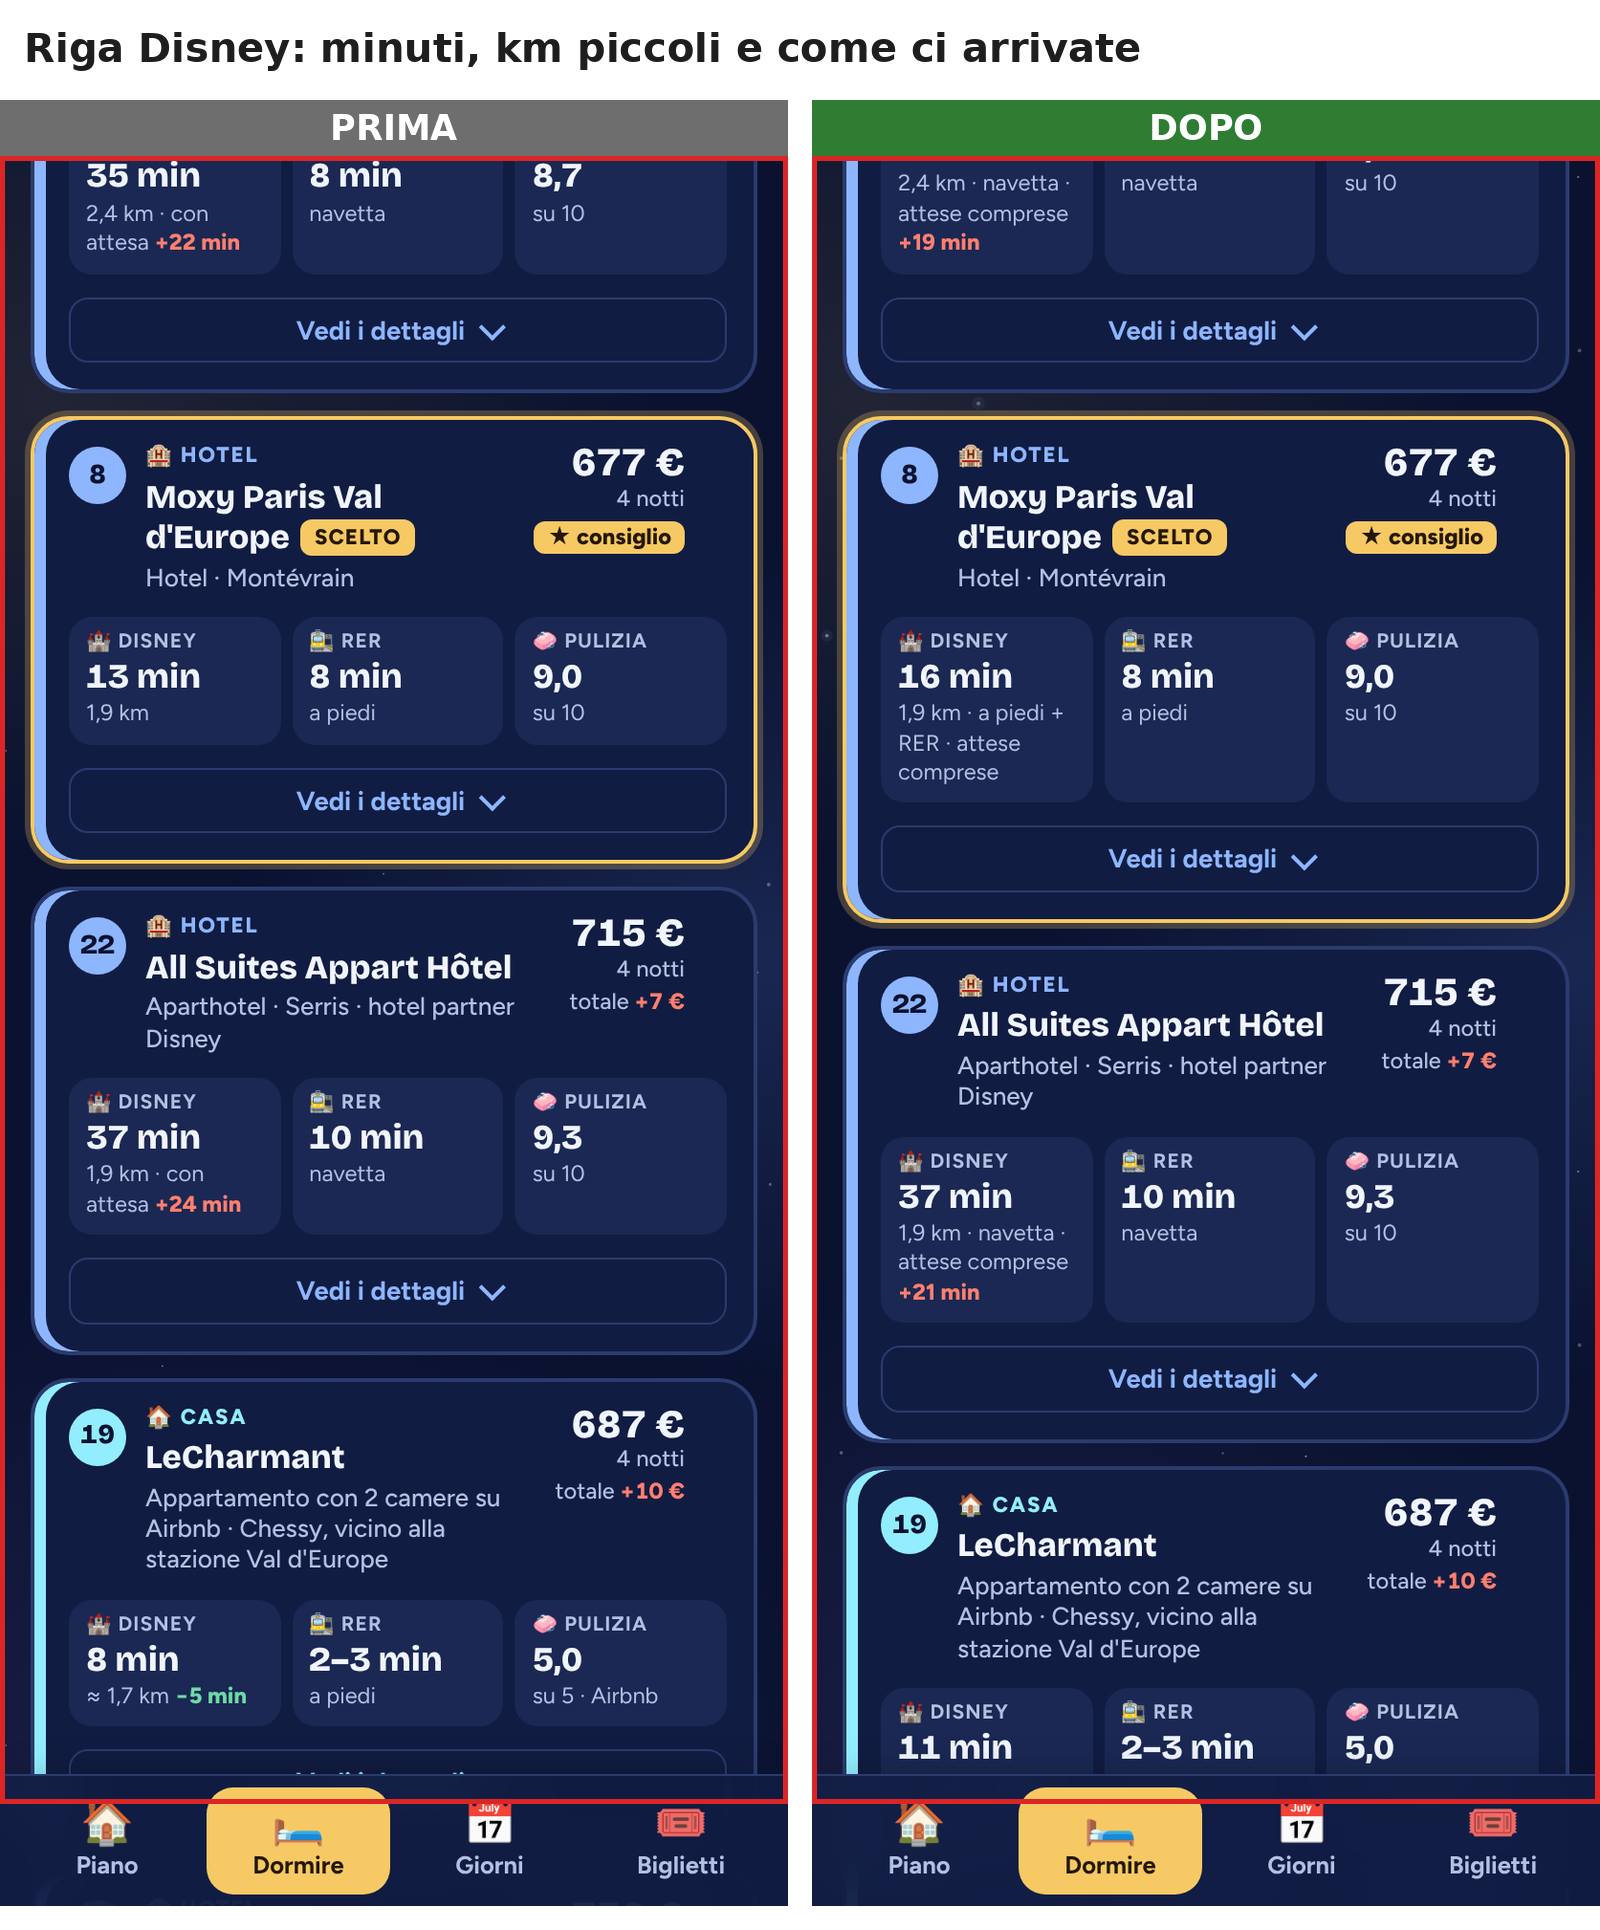 Riga Disney: minuti, km piccoli e come ci arrivate
PRIMA
35 min
8 min
8,7
2,4 km · con
attesa +22 min
navetta
su 10
Vedi i dettagli
8
HOTEL
Moxy Paris Val
d'Europe SCELTO
Hotel · Montévrain
677 €
4 notti
★ consiglio
DISNEY
13 min
1,9 km
RER
8 min
a piedi
PULIZIA
9,0
su 10
Vedi i dettagli
22
HOTEL
All Suites Appart Hôtel
Aparthotel · Serris · hotel partner
Disney
715 €
4 notti
totale +7 €
DISNEY
37 min
1,9 km · con
attesa +24 min
RER
10 min
navetta
PULIZIA
9,3
su 10
Vedi i dettagli
19
CASA
LeCharmant
Appartamento con 2 camere su
Airbnb · Chessy, vicino alla
stazione Val d'Europe
687 €
4 notti
totale +10 €
DISNEY
8 min
≈ 1,7 km −5 min
RER
2–3 min
a piedi
PULIZIA
5,0
su 5 · Airbnb
Piano
Dormire
July
17
Giorni
Biglietti
DOPO
2,4 km · navetta ·
attese comprese
+19 min
navetta
su 10
Vedi i dettagli
8
HOTEL
Moxy Paris Val
d'Europe SCELTO
Hotel · Montévrain
677 €
4 notti
★ consiglio
DISNEY
16 min
1,9 km · a piedi +
RER · attese
comprese
RER
8 min
a piedi
PULIZIA
9,0
su 10
Vedi i dettagli
22
HOTEL
All Suites Appart Hôtel
Aparthotel · Serris · hotel partner
Disney
715 €
4 notti
totale +7 €
DISNEY
37 min
1,9 km · navetta ·
attese comprese
+21 min
RER
10 min
navetta
PULIZIA
9,3
su 10
Vedi i dettagli
19
CASA
LeCharmant
Appartamento con 2 camere su
Airbnb · Chessy, vicino alla
stazione Val d'Europe
687 €
4 notti
totale +10 €
DISNEY
11 min
RER
2–3 min
PULIZIA
5,0
Piano
Dormire
July
17
Giorni
Biglietti